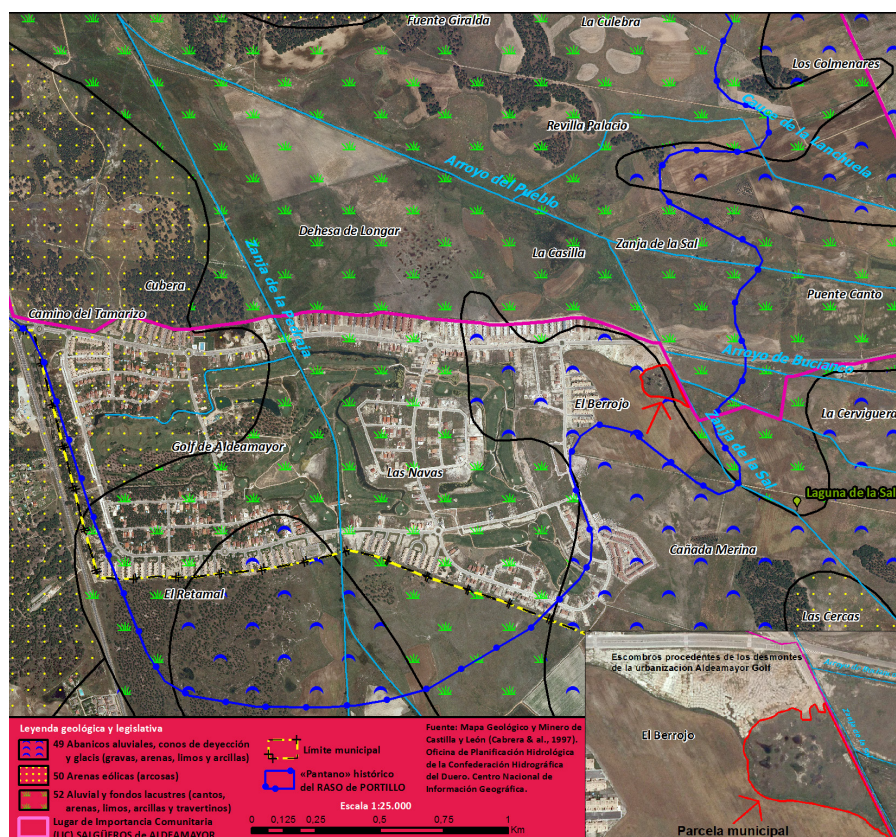 Fuente Giralda
La Culebra
Los Colmenares
Cauce de la Lanchuela
Revilla Palacio
Arroyo del Pueblo
Dehesa de Longar
Zanja de la Sal
La Casilla
Zanja de la Pedraja
Cubera
Puente Canto
Camino del Tamarizo
Arroyo de Bucianca
El Berrojo
La Cerviguera
Zanja de la Sal
Golf de Aldeamayor
Las Navas
Laguna de la Sal
Cañada Merina
El Retamal
Las Cercas
Escombros procedentes de los desmontes
de la urbanización Aldeamayor Golf
El Berrojo
Parcela municipal
Leyenda geológica y legislativa
49 Abanicos aluviales, conos de deyección
y glacis (gravas, arenas, limos y arcillas)
50 Arenas eólicas (arcosas)
52 Aluvial y fondos lacustres (cantos,
arenas, limos, arcillas y travertinos)
Lugar de Importancia Comunitaria
(LIC) SALGÜEROS de ALDEAMAYOR
Límite municipal
«Pantano» histórico
del RASO de PORTILLO
Escala 1:25.000
0 0,125 0,25 0,5 0,75 1
Km
Fuente: Mapa Geológico y Minero de
Castilla y León (Cabrera & al., 1997).
Oficina de Planificación Hidrológica
de la Confederación Hidrográfica
del Duero. Centro Nacional de
Información Geográfica.